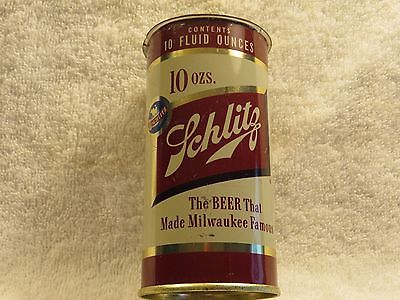 CONTENTS
10 FLUID OUNCES
10 OZS.
Schlitz
The BEER That
Made Milwaukee Famous